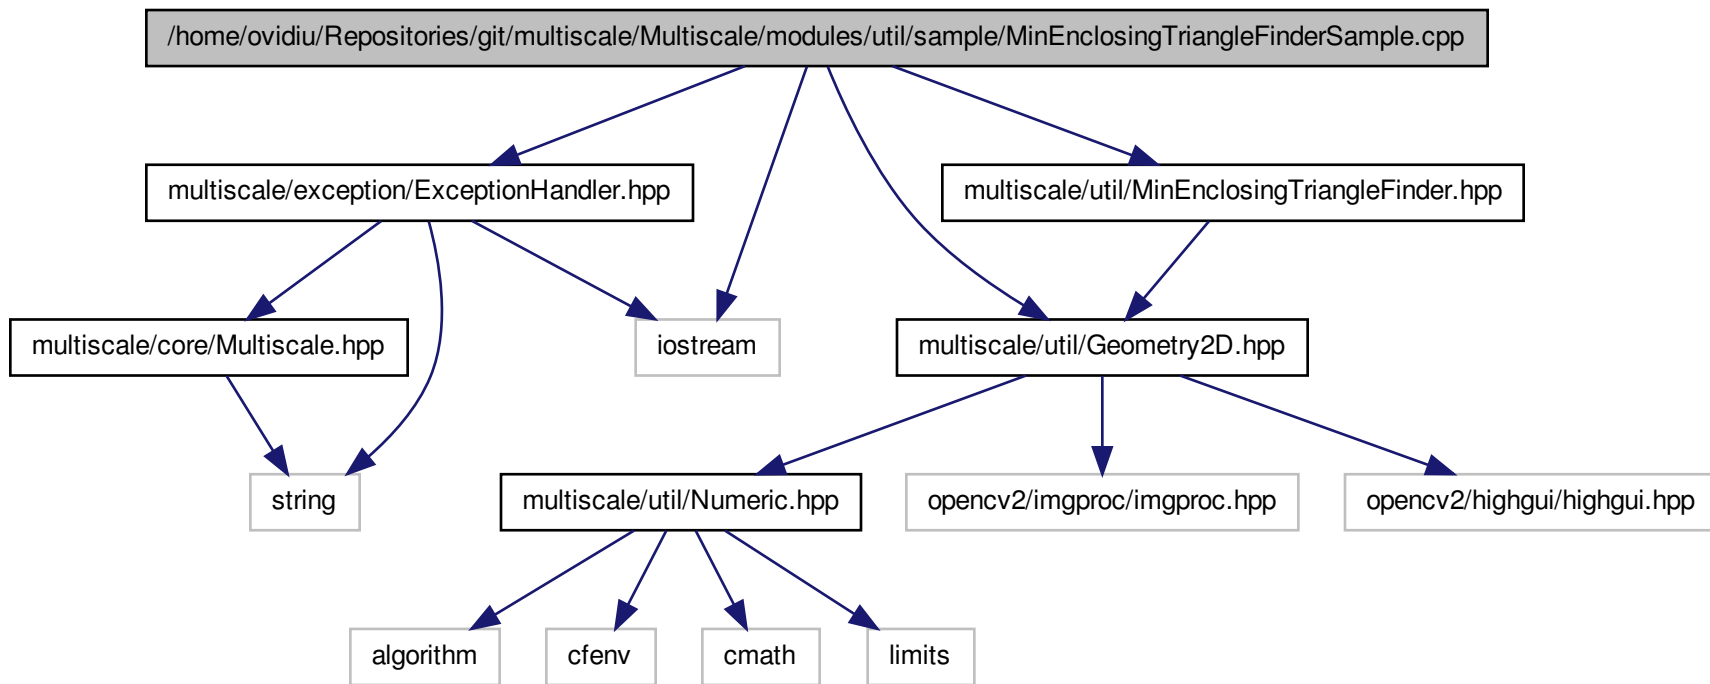 /home/ovidiu/Repositories/git/multiscale/Multiscale/modules/util/sample/MinEnclosingTriangleFinderSample.cpp
multiscale/exception/ExceptionHandler.hpp
multiscale/util/MinEnclosingTriangleFinder.hpp
multiscale/core/Multiscale.hpp
iostream
multiscale/util/Geometry2D.hpp
string
multiscale/util/Numeric.hpp
opencv2/imgproc/imgproc.hpp
opencv2/highgui/highgui.hpp
algorithm
cfenv
cmath
limits